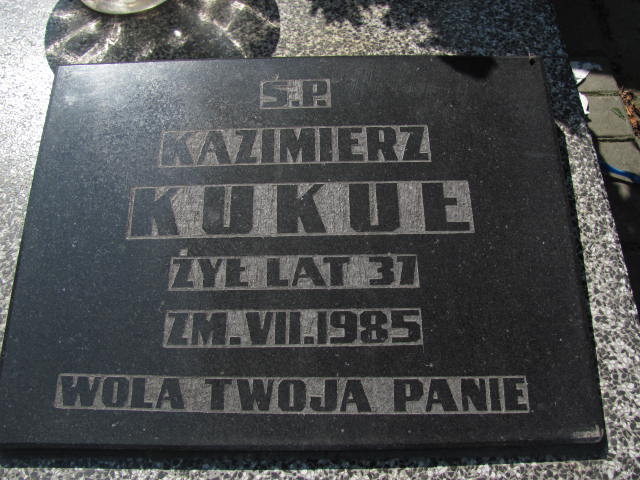 Ś.P.
KAZIMIERZ
KUKUŁ
ŻYŁ LAT 37
ZM. VII. 1985
WOLA TWOJA PANIE